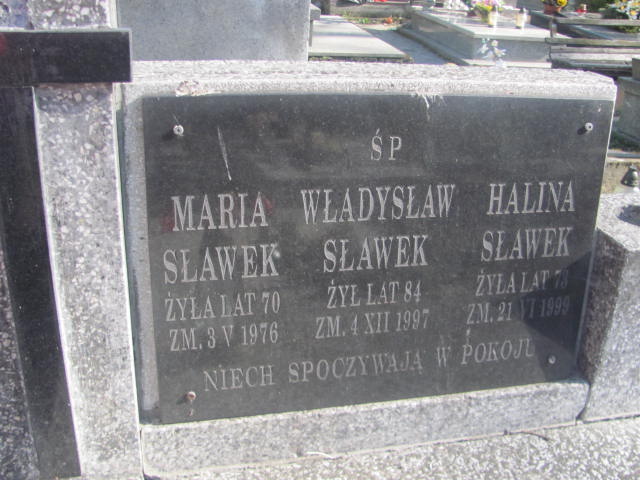 ŚP
MARIA WŁADYSŁAW HALINA
SŁAWEK SŁAWEK SŁAWEK
ŻYŁA LAT 70 ŻYŁ LAT 84 ŻYŁA LAT 73
ZM. 3 V 1976 ZM. 4 XII 1997 ZM. 21 VI 1999
NIECH SPOCZYWAJĄ W POKOJU